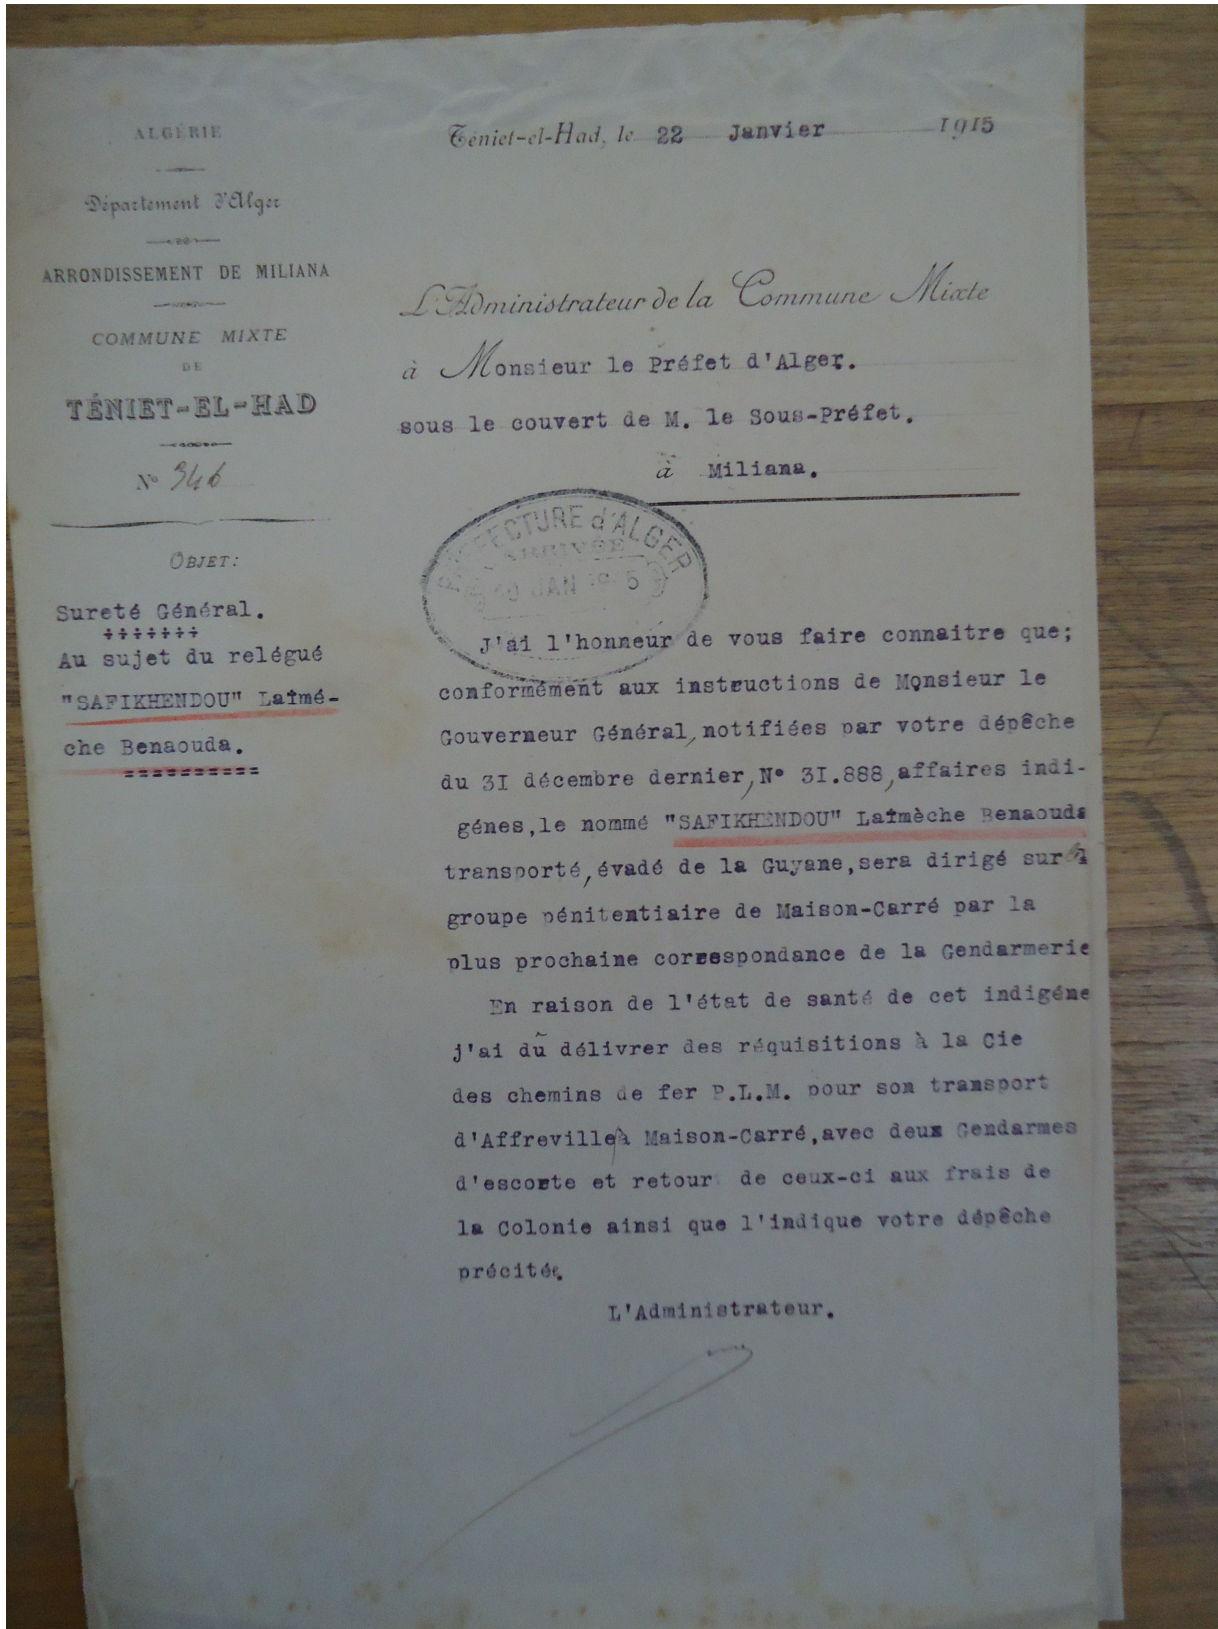 ALGÉRIE
Département d'Alger
ARRONDISSEMENT DE MILIANA
COMMUNE MIXTE
DE
TÉNIET-EL-HAD
N° 346
OBJET:
Sureté Général.
+++++++
Au sujet du relégué
"SAFIKHENDOU" Laîmé-
che Benaouda.
==========
Téniet-el-Had, le 22 Janvier 1915
L'Administrateur de la Commune Mixte
à Monsieur le Préfet d'Alger.
sous le couvert de M. le Sous-Préfet.
à Miliana.
PRÉFECTURE d'ALGER
ARRIVÉE
JAN
J'ai l'honneur de vous faire connaitre que;
conformément aux instructions de Monsieur le
Gouverneur Général, notifiées par votre dépêche
du 31 décembre dernier, N° 31.888, affaires indi-
génes, le nommé "SAFIKHENDOU" Laîmèche Benaouda
transporté, évadé de la Guyane, sera dirigé sur
groupe pénitentiaire de Maison-Carré par la
plus prochaine correspondance de la Gendarmerie
En raison de l'état de santé de cet indigéne
j'ai dû délivrer des réquisitions à la Cie
des chemins de fer P.L.M. pour son transport
d'Affreville à Maison-Carré, avec deux Gendarmes
d'escorte et retour de ceux-ci aux frais de
la Colonie ainsi que l'indique votre dépêche
précitée.
L'Administrateur.